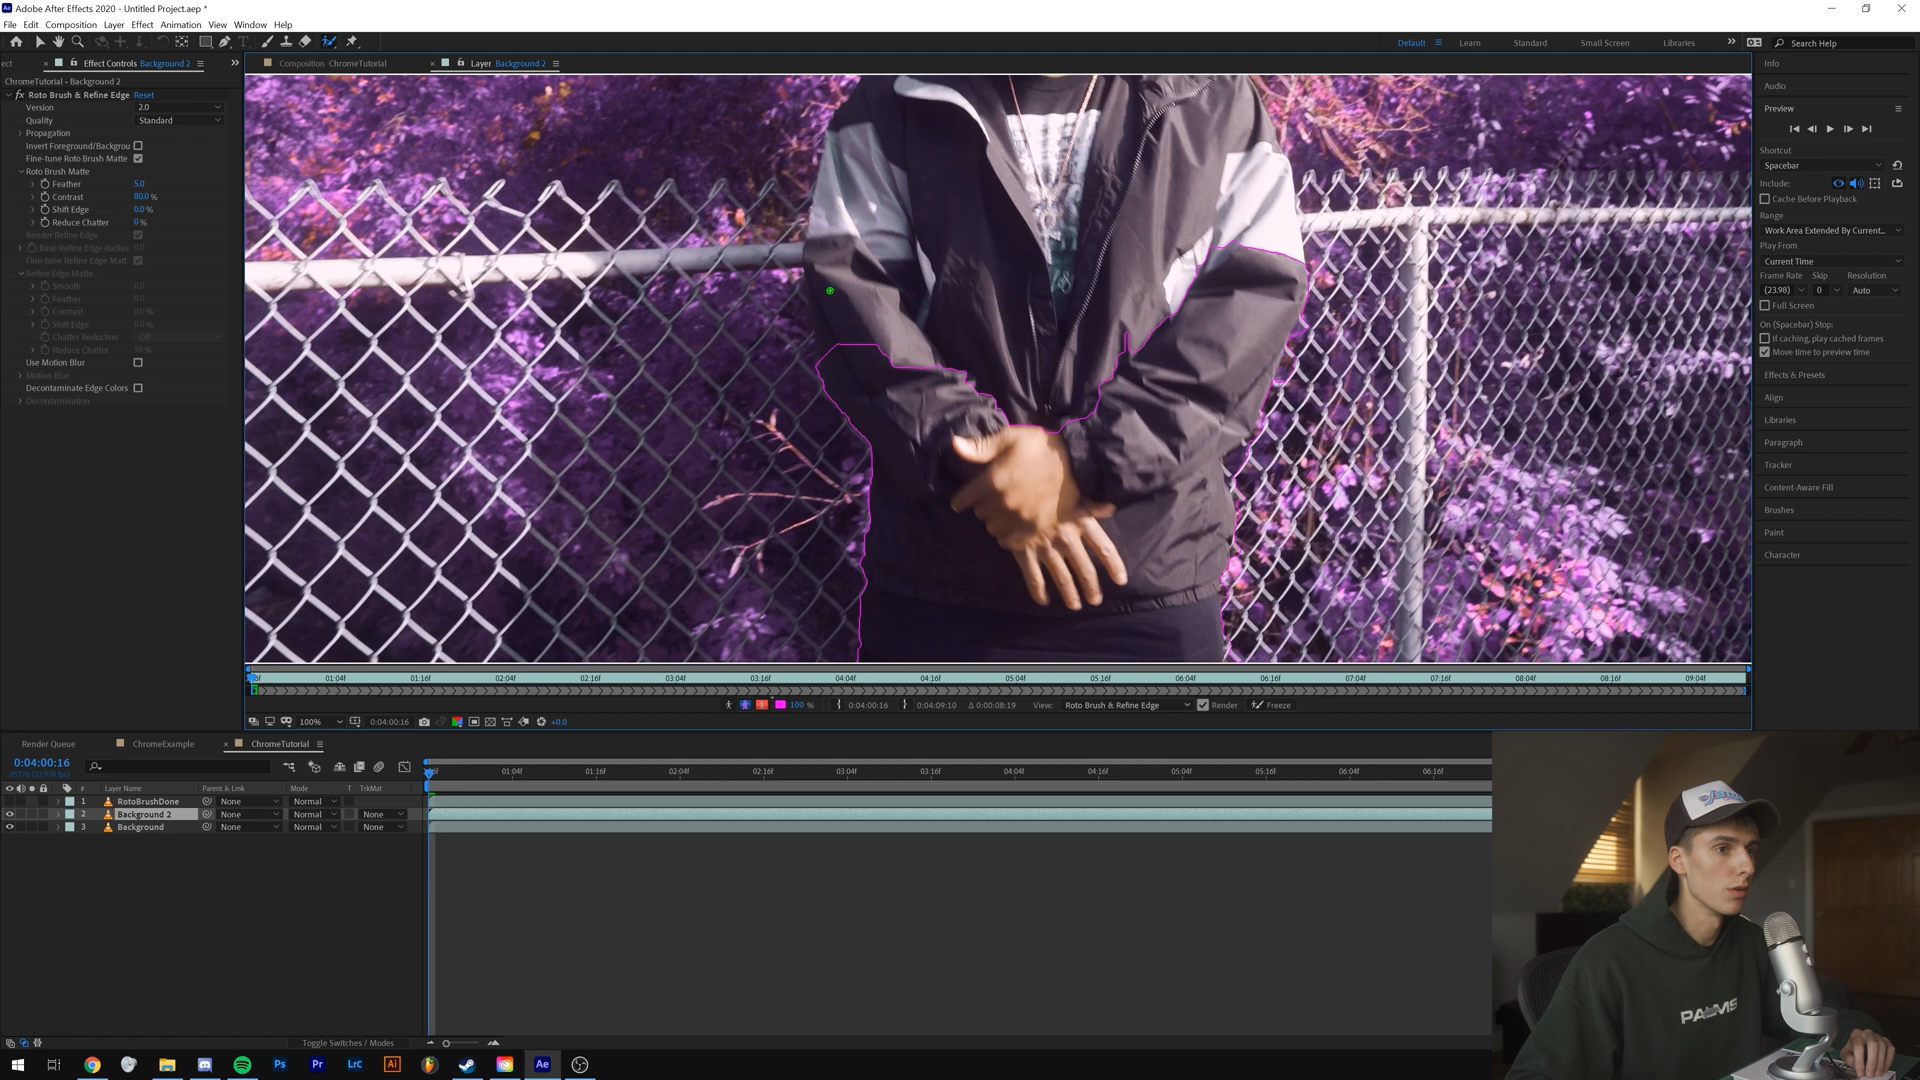 Adobe After Effects 2020 - Untitled Project.aep *
File Edit Composition Layer Effect Animation View Window Help
Default Learn Standard Small Screen Libraries Search Help
ect Effect Controls Background 2
Composition ChromeTutorial
Layer Background 2
ChromeTutorial • Background 2
fx Roto Brush & Refine Edge Reset
Version 2.0
Quality Standard
Propagation
Invert Foreground/Backgrou
Fine-tune Roto Brush Matte
Roto Brush Matte
Feather 5.0
Contrast 80.0 %
Shift Edge 0.0 %
Reduce Chatter 0 %
Render Refine Edge
Base Refine Edge Radius 0.0
Fine-tune Refine Edge Matt
Refine Edge Matte
Smooth 0.0
Feather 0.0
Contrast 0.0 %
Shift Edge 0.0 %
Chatter Reduction Off
Reduce Chatter 50 %
Use Motion Blur
Motion Blur
Decontaminate Edge Colors
Decontamination
Info
Audio
Preview
Shortcut
Spacebar
Include:
Cache Before Playback
Range
Work Area Extended By Current...
Play From
Current Time
Frame Rate Skip Resolution
(23.98) 0 Auto
Full Screen
On (Spacebar) Stop:
If caching, play cached frames
Move time to preview time
Effects & Presets
Align
Libraries
Paragraph
Tracker
Content-Aware Fill
Brushes
Paint
Character
01:04f 01:16f 02:04f 02:16f 03:04f 03:16f 04:04f 04:16f 05:04f 05:16f 06:04f 06:16f 07:04f 07:16f 08:04f 08:16f 09:04f
100 % 0:04:00:16 0:04:09:10 Δ 0:00:08:19 View: Roto Brush & Refine Edge Render Freeze
100% 0:04:00:16 +0.0
Render Queue ChromeExample ChromeTutorial
0:04:00:16
05776 (23.976 fps)
01:04f 01:16f 02:04f 02:16f 03:04f 03:16f 04:04f 04:16f 05:04f 05:16f 06:04f 06:16f
# Layer Name Parent & Link Mode T TrkMat
1 RotoBrushDone None Normal
2 Background 2 None Normal None
3 Background None Normal None
Toggle Switches / Modes
Ps Pr LrC Ai Ae
PALMS